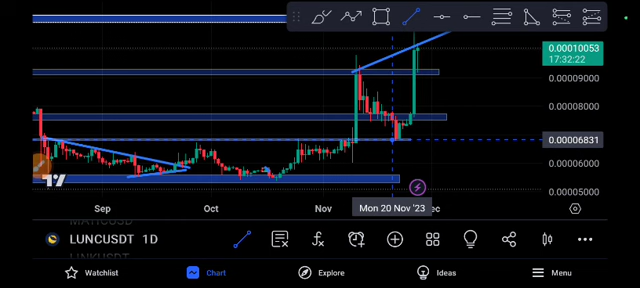 0.00010053
17:32:22
0.00009000
0.00008000
0.00006831
0.00006000
0.00005000
Sep
Oct
Nov
Mon 20 Nov '23
Dec
LUNCUSDT 1D
Watchlist
Chart
Explore
Ideas
Menu